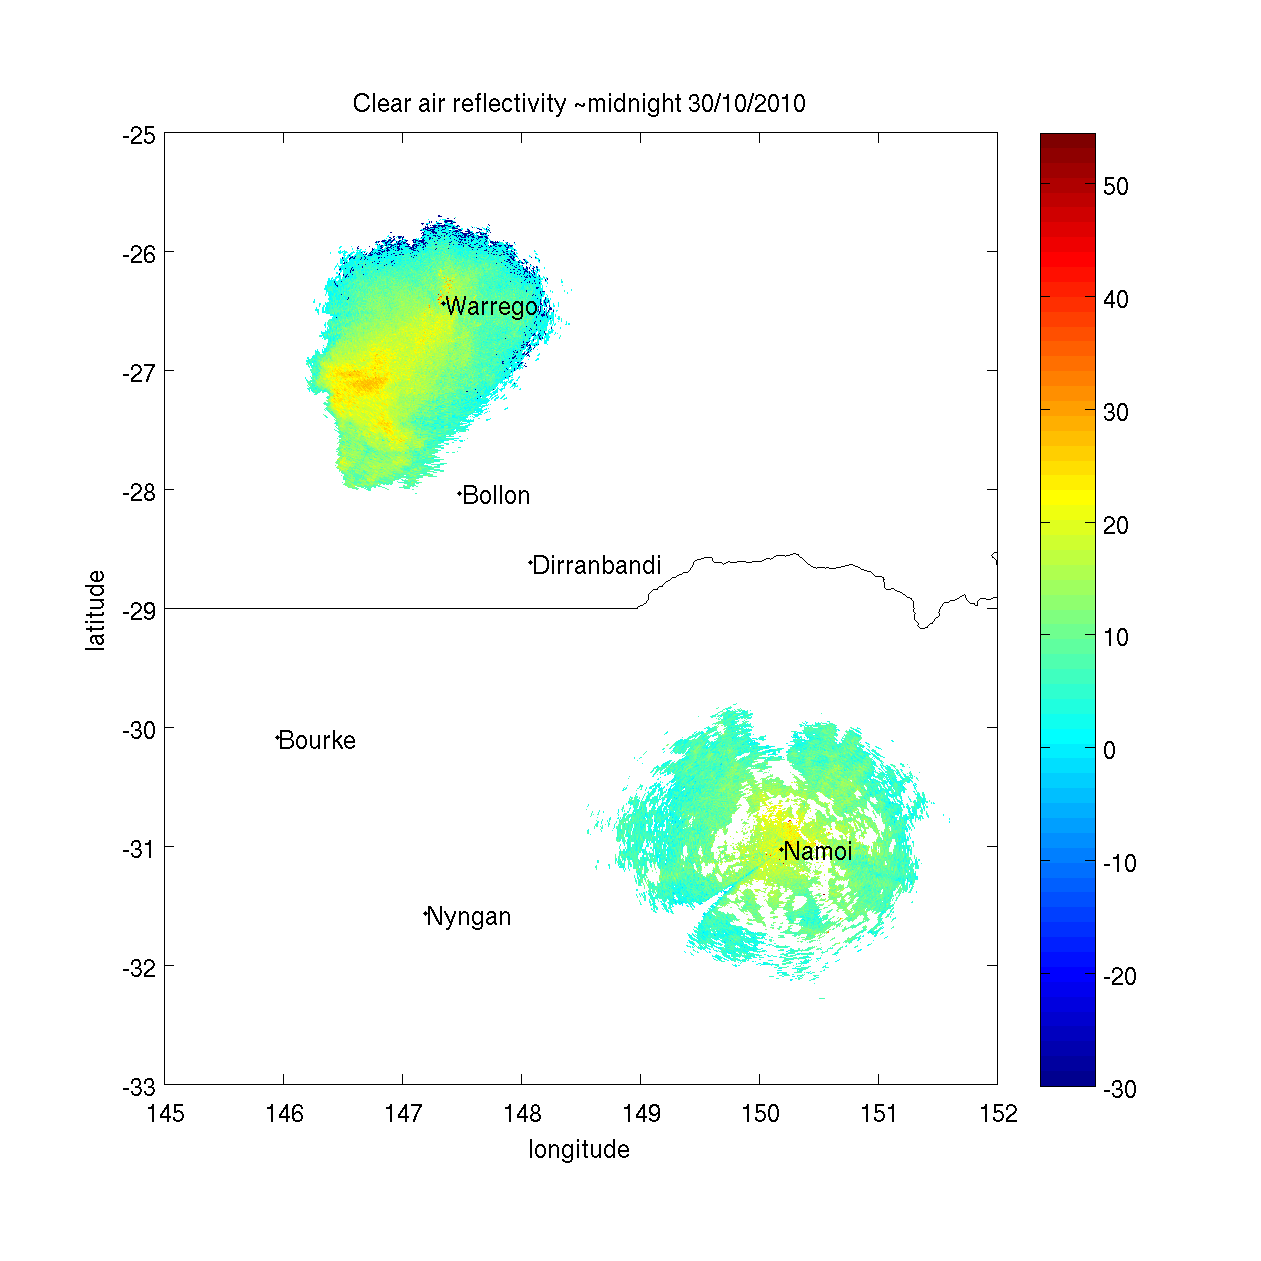 Clear air reflectivity ~midnight 30/10/2010
-25
50
-26
Warrego
40
-27
30
-28
Bollon
20
Dirranbandi
-29
latitude
10
-30
Bourke
0
-31
Namoi
-10
Nyngan
-32
-20
-33
-30
145 146 147 148 149 150 151 152
longitude